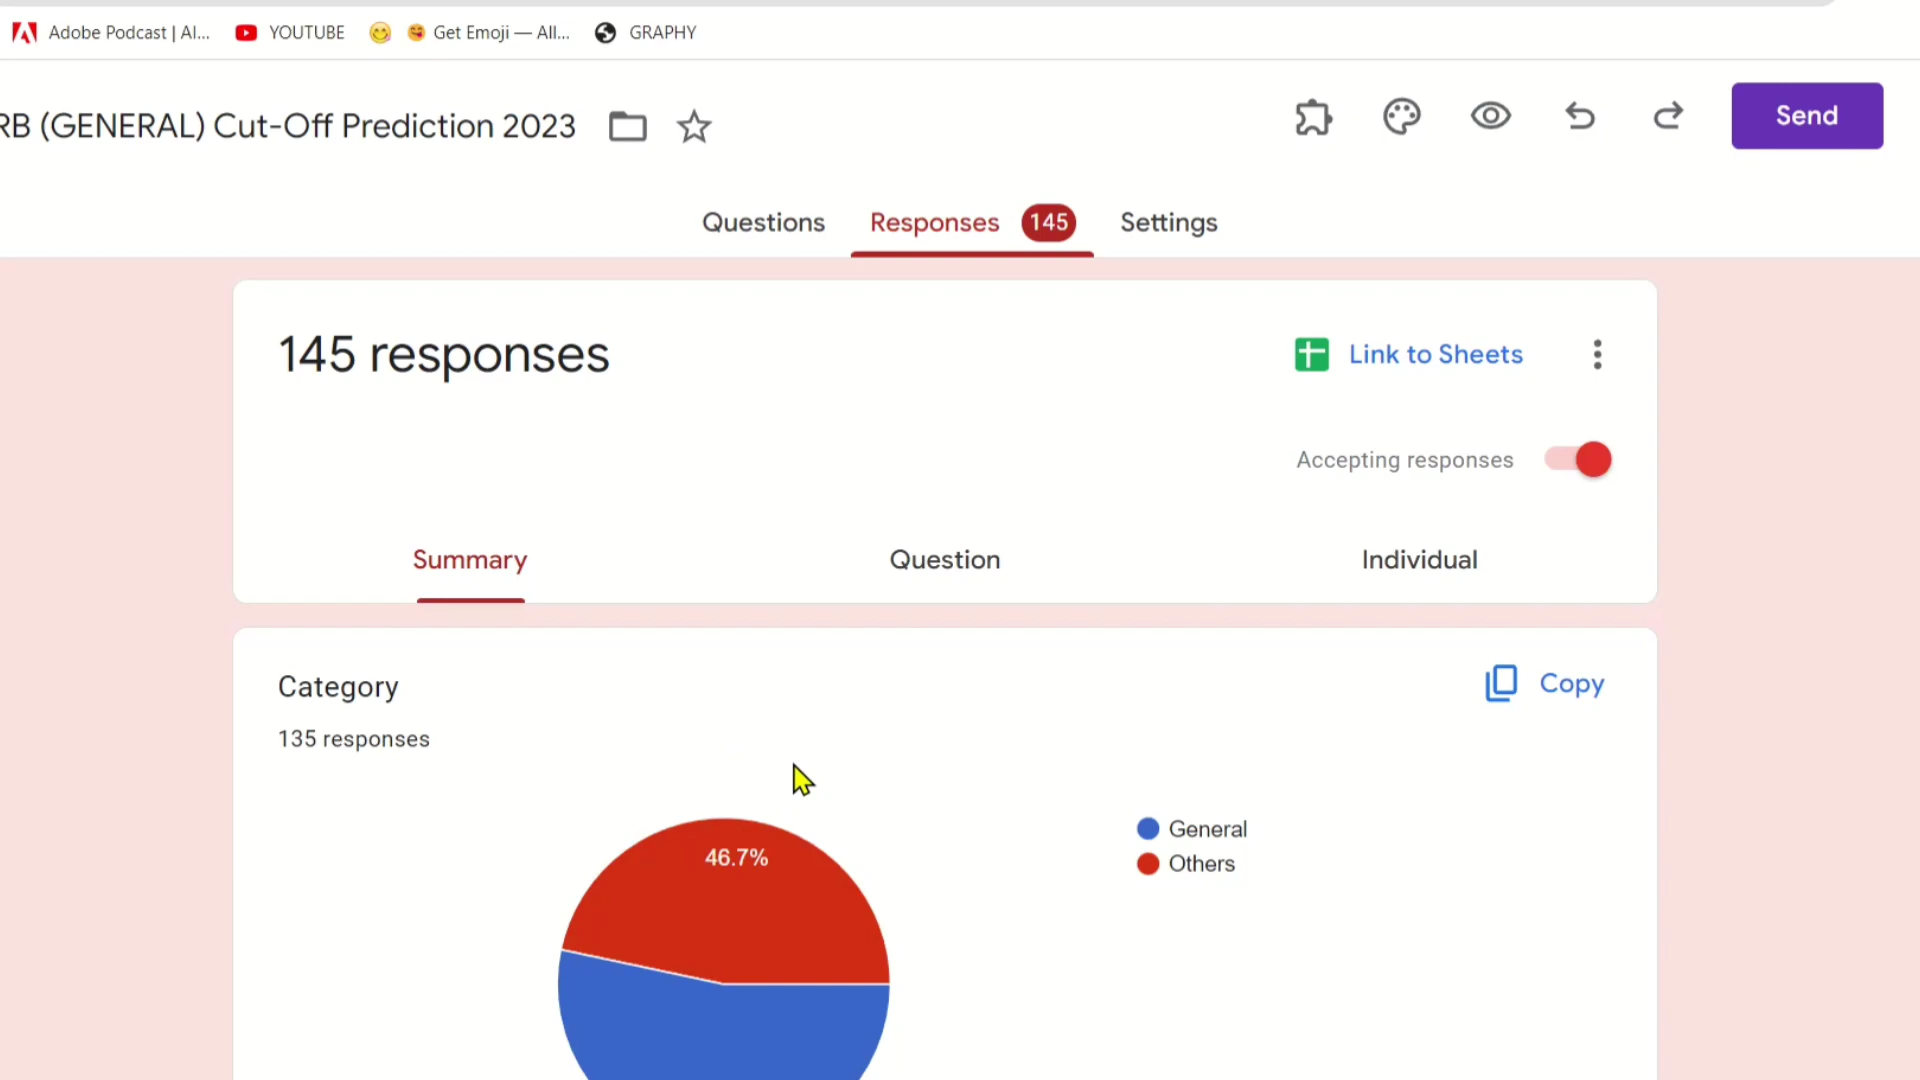 Adobe Podcast | Al... YOUTUBE Get Emoji — All... GRAPHY
RB (GENERAL) Cut-Off Prediction 2023
Send
Questions Responses 145 Settings
145 responses
Link to Sheets
Accepting responses
Summary Question Individual
Category
Copy
135 responses
46.7%
General
Others